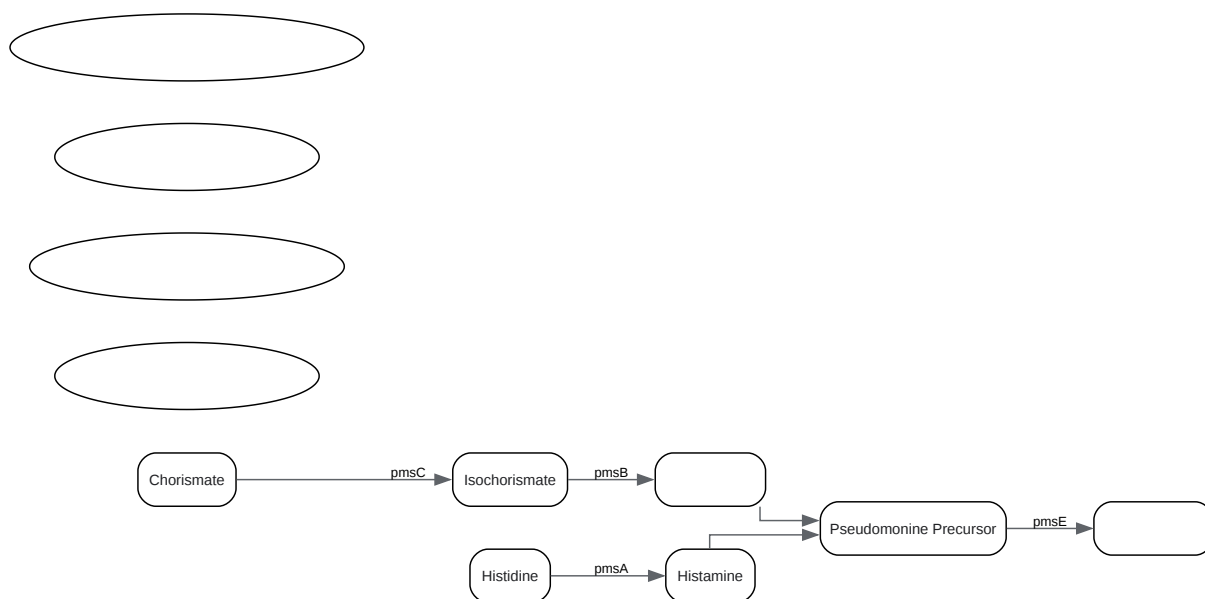 Chorismate
pmsC
Isochorismate
pmsB
Pseudomonine Precursor
pmsE
Histidine
pmsA
Histamine